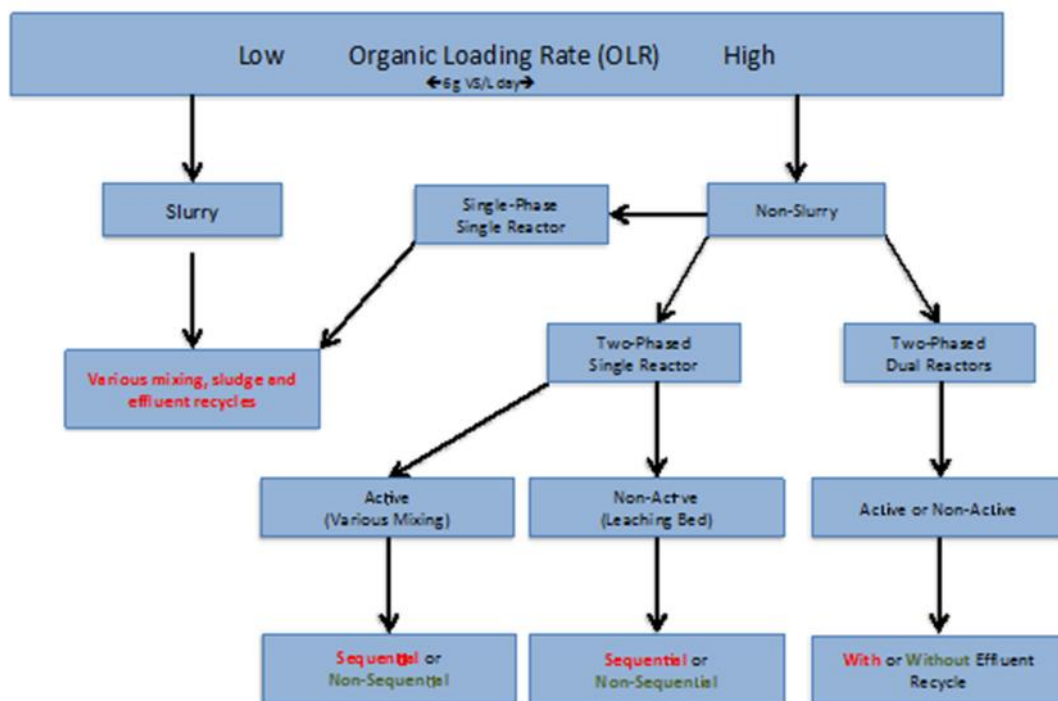 Low Organic Loading Rate (OLR) High
←6g VS/L day→
Slurry
Single-Phase
Single Reactor
Non-Slurry
Various mixing, sludge and
effluent recycles
Two-Phased
Single Reactor
Two-Phased
Dual Reactors
Active
(Various Mixing)
Non-Active
(Leaching Bed)
Active or Non-Active
Sequential or
Non-Sequential
Sequential or
Non-Sequential
With or Without Effluent
Recycle